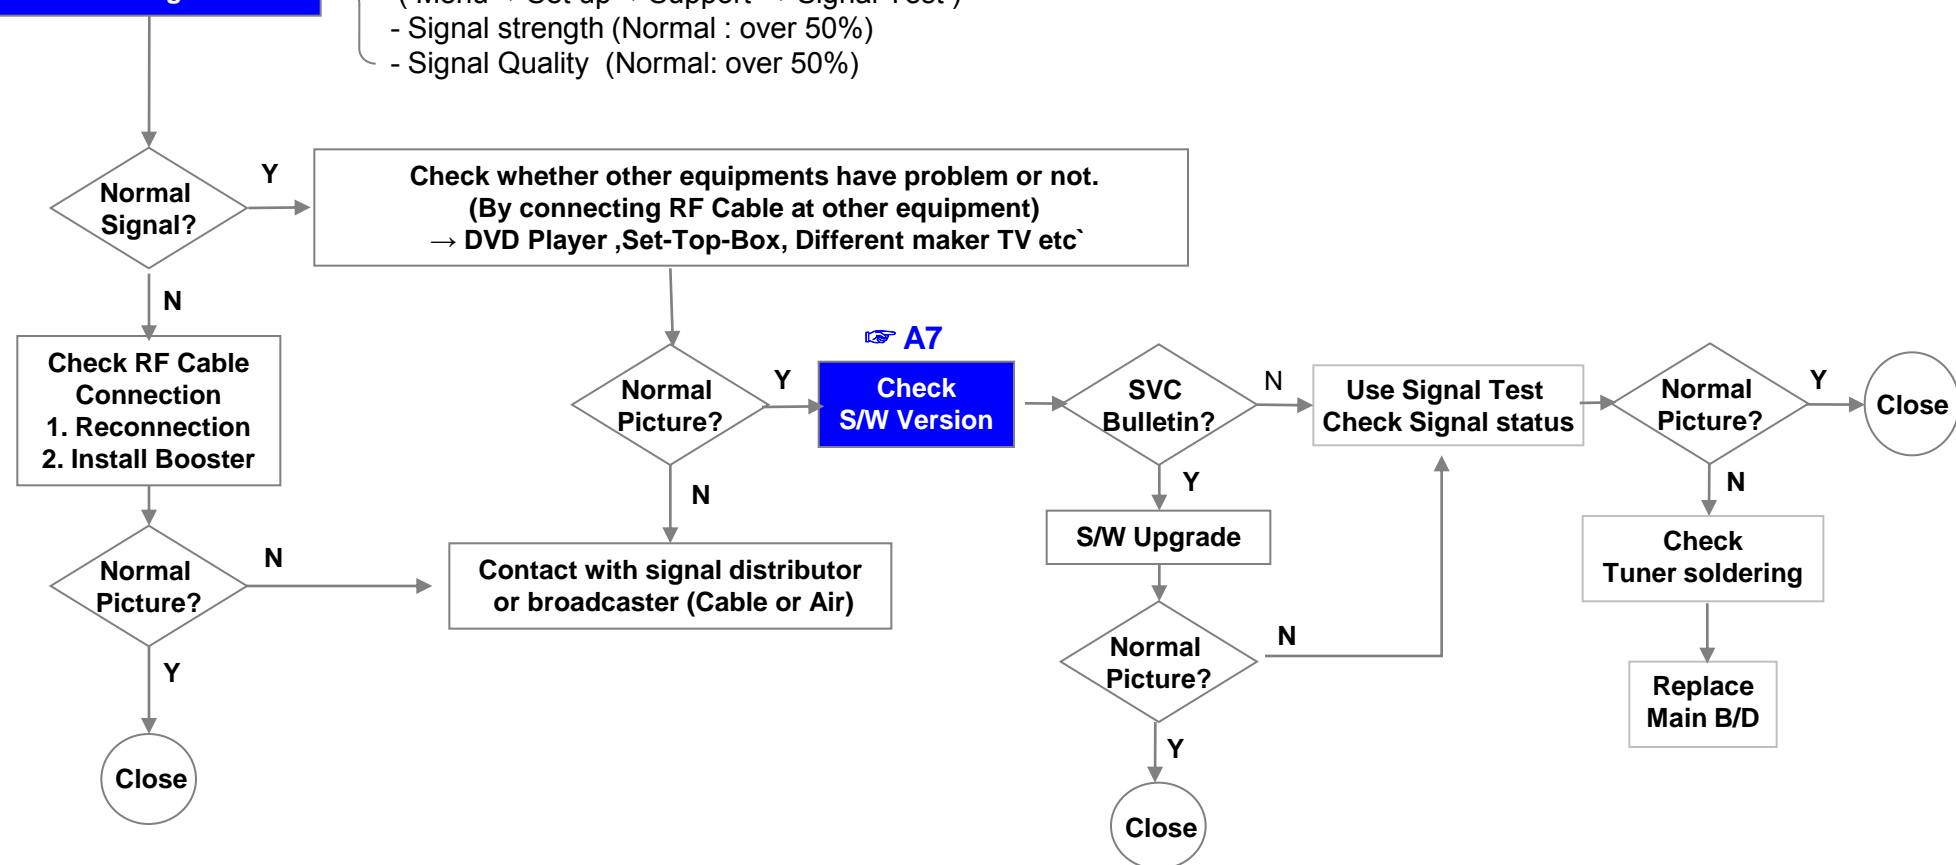 - Signal strength (Normal : over 50%)
- Signal Quality (Normal: over 50%)
Normal
Signal?
Y
Check whether other equipments have problem or not.
(By connecting RF Cable at other equipment)
→ DVD Player ,Set-Top-Box, Different maker TV etc`
N
Check RF Cable
Connection
1. Reconnection
2. Install Booster
Normal
Picture?
Y
☞ A7
Check
S/W Version
SVC
Bulletin?
N
Use Signal Test
Check Signal status
Normal
Picture?
Y
Close
N
Y
N
S/W Upgrade
Check
Tuner soldering
Normal
Picture?
N
Contact with signal distributor
or broadcaster (Cable or Air)
Normal
Picture?
N
Replace
Main B/D
Y
Close
Y
Close